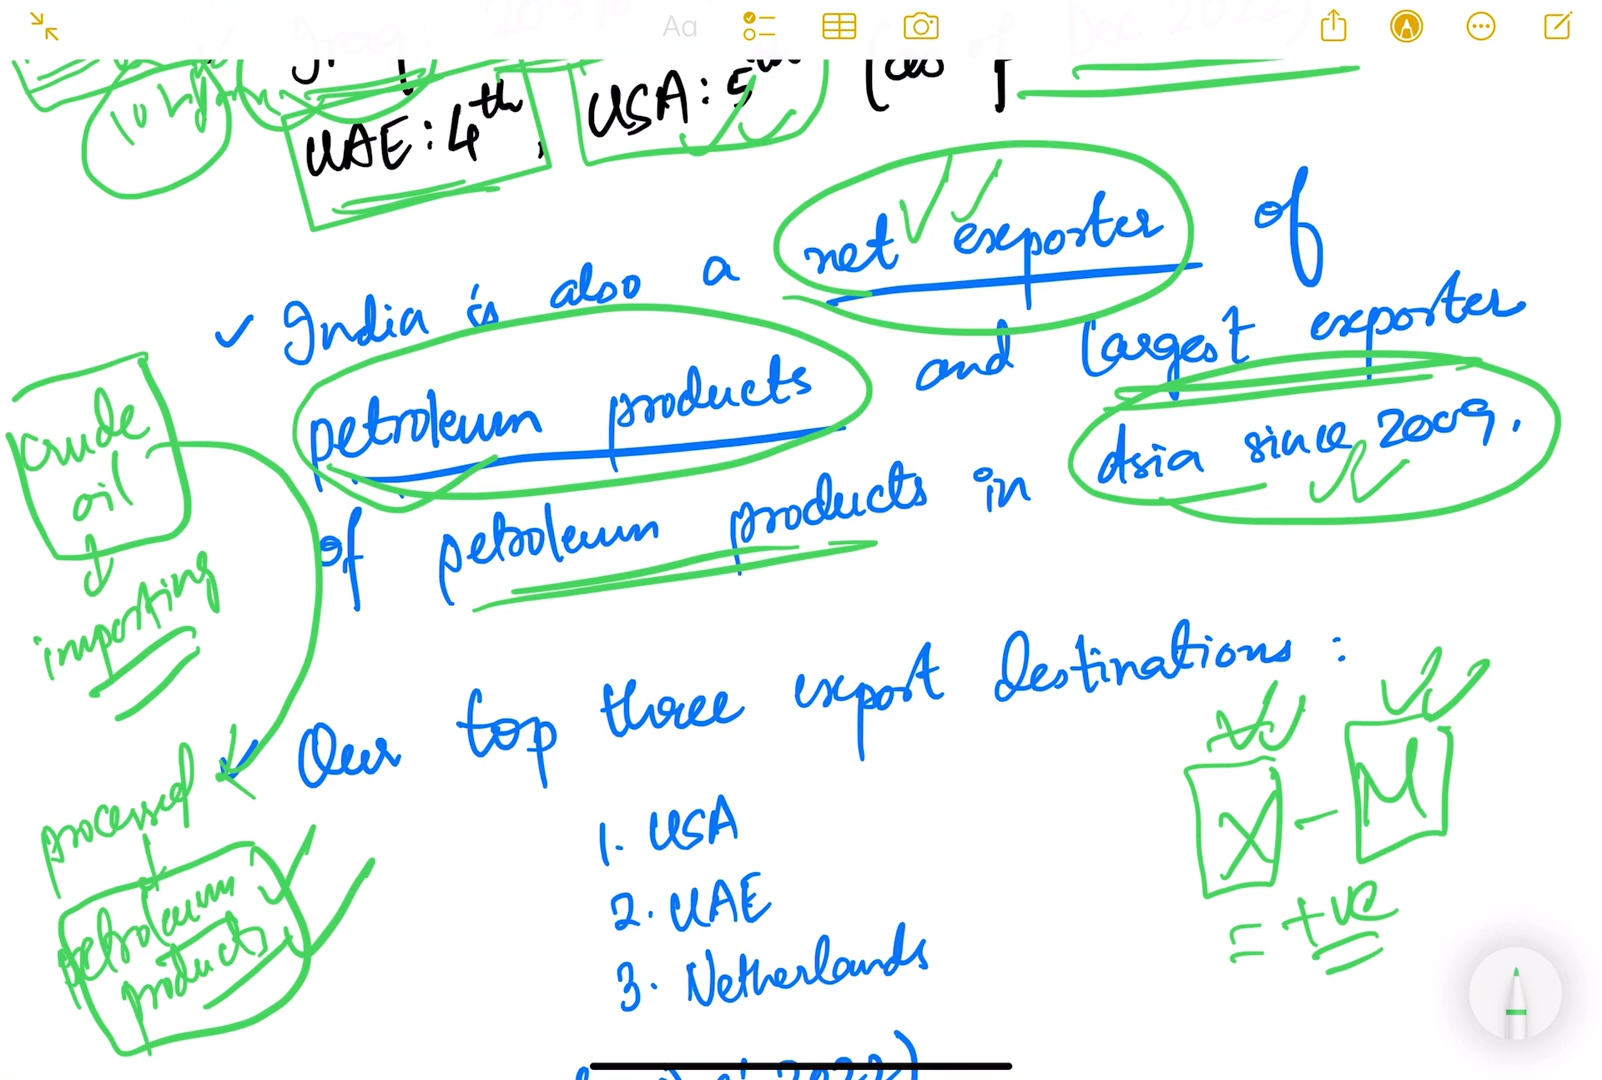 Aa
UAE: 4th,
USA: 5th
India is also a net exporter of
petroleum products and largest exporter
of petroleum products in Asia since 2009.
Our top three export destinations:
1. USA
2. UAE
3. Netherlands
2022)
crude
oil
importing
processed
petroleum
products
X - M
= +ve